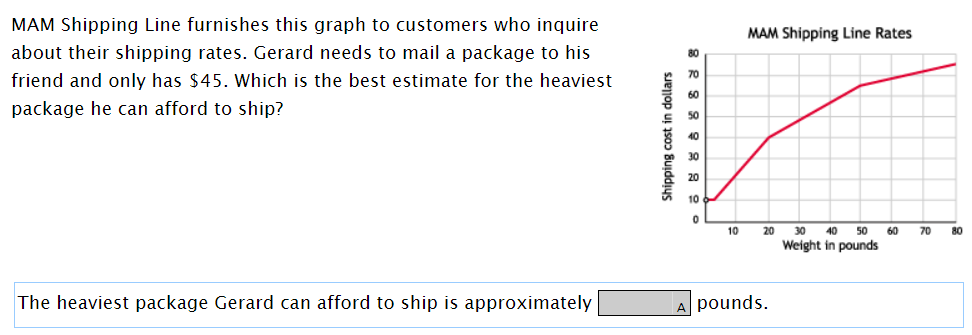 MAM Shipping Line furnishes this graph to customers who inquire
about their shipping rates. Gerard needs to mail a package to his
friend and only has $45. Which is the best estimate for the heaviest
package he can afford to ship?
MAM Shipping Line Rates
Shipping cost in dollars
80
70
60
50
40
30
20
10
0
10 20 30 40 50 60 70 80
Weight in pounds
The heaviest package Gerard can afford to ship is approximately A pounds.